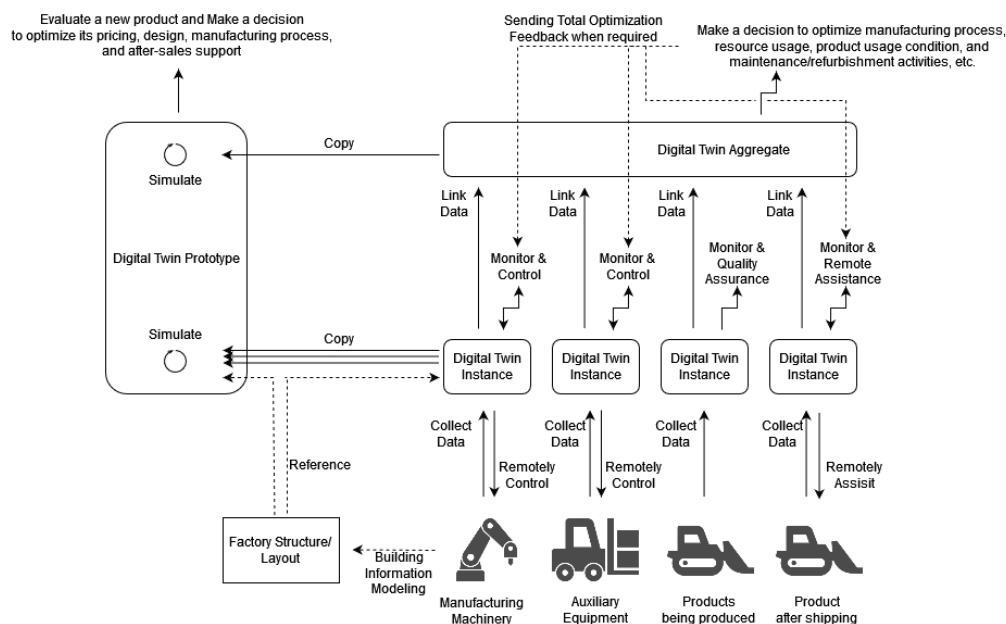 Evaluate a new product and Make a decision
to optimize its pricing, design, manufacturing process,
and after-sales support
Sending Total Optimization
Feedback when required
Make a decision to optimize manufacturing process,
resource usage, product usage condition, and
maintenance/refurbishment activities, etc.
Simulate
Digital Twin Prototype
Simulate
Copy
Digital Twin Aggregate
Link
Data
Link
Data
Link
Data
Link
Data
Monitor &
Control
Monitor &
Control
Monitor &
Quality
Assurance
Monitor &
Remote
Assistance
Copy
Digital Twin
Instance
Digital Twin
Instance
Digital Twin
Instance
Digital Twin
Instance
Collect
Data
Remotely
Control
Collect
Data
Remotely
Control
Collect
Data
Collect
Data
Remotely
Assisit
Reference
Factory Structure/
Layout
Building
Information
Modeling
Manufacturing
Machinery
Auxiliary
Equipment
Products
being produced
Product
after shipping